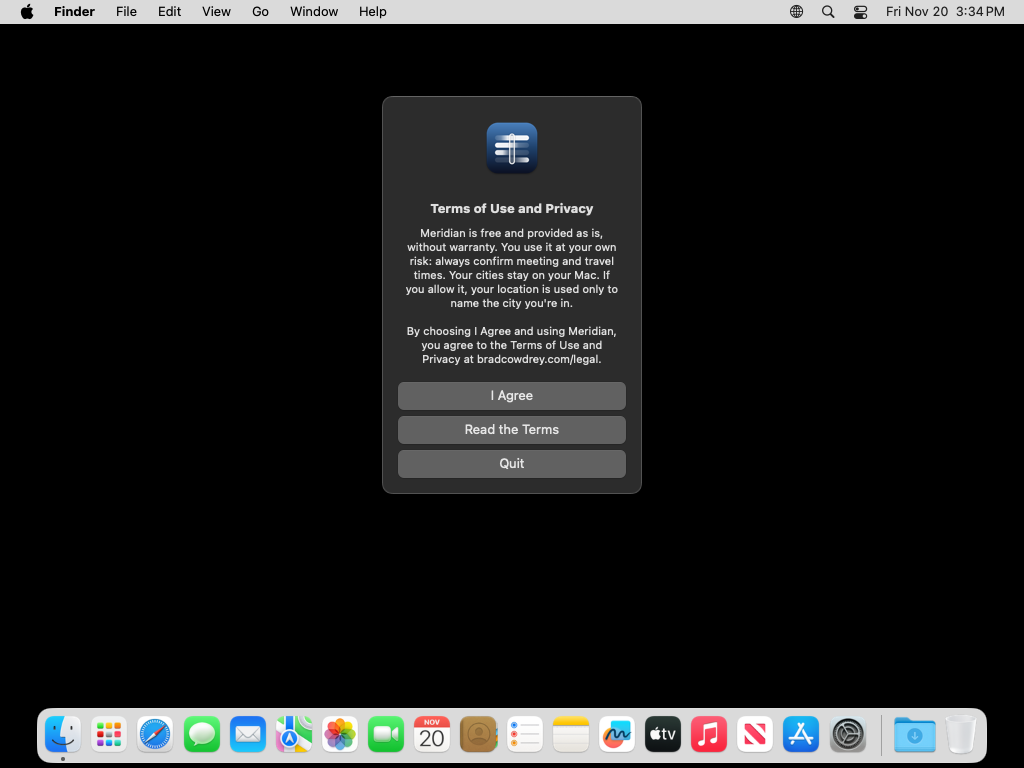 Finder File Edit View Go Window Help Fri Nov 20 3:34 PM
Terms of Use and Privacy
Meridian is free and provided as is,
without warranty. You use it at your own
risk: always confirm meeting and travel
times. Your cities stay on your Mac. If
you allow it, your location is used only to
name the city you're in.
By choosing I Agree and using Meridian,
you agree to the Terms of Use and
Privacy at bradcowdrey.com/legal.
I Agree
Read the Terms
Quit
NOV
20
tv